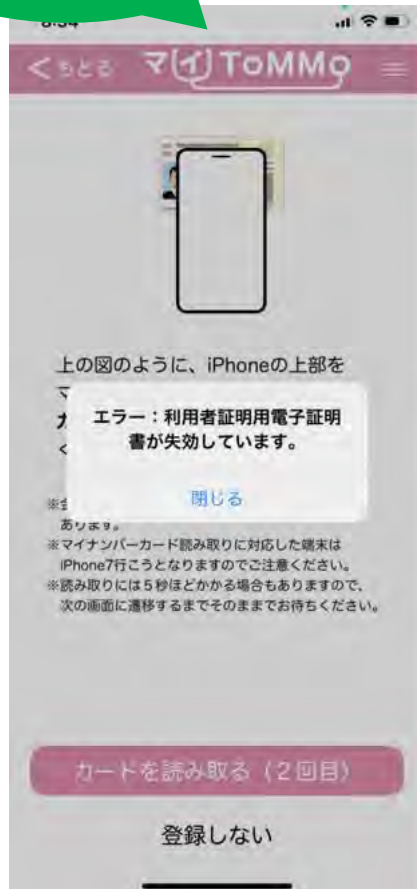 もどる マイToMMo
上の図のように、iPhoneの上部を
エラー：利用者証明用電子証明
書が失効しています。
閉じる
あります。
※マイナンバーカード読み取りに対応した端末は
iPhone7行こうとなりますのでご注意ください。
※読み取りには5秒ほどかかる場合もありますので、
次の画面に遷移するまでそのままでお待ちください。
カードを読み取る（2回目）
登録しない